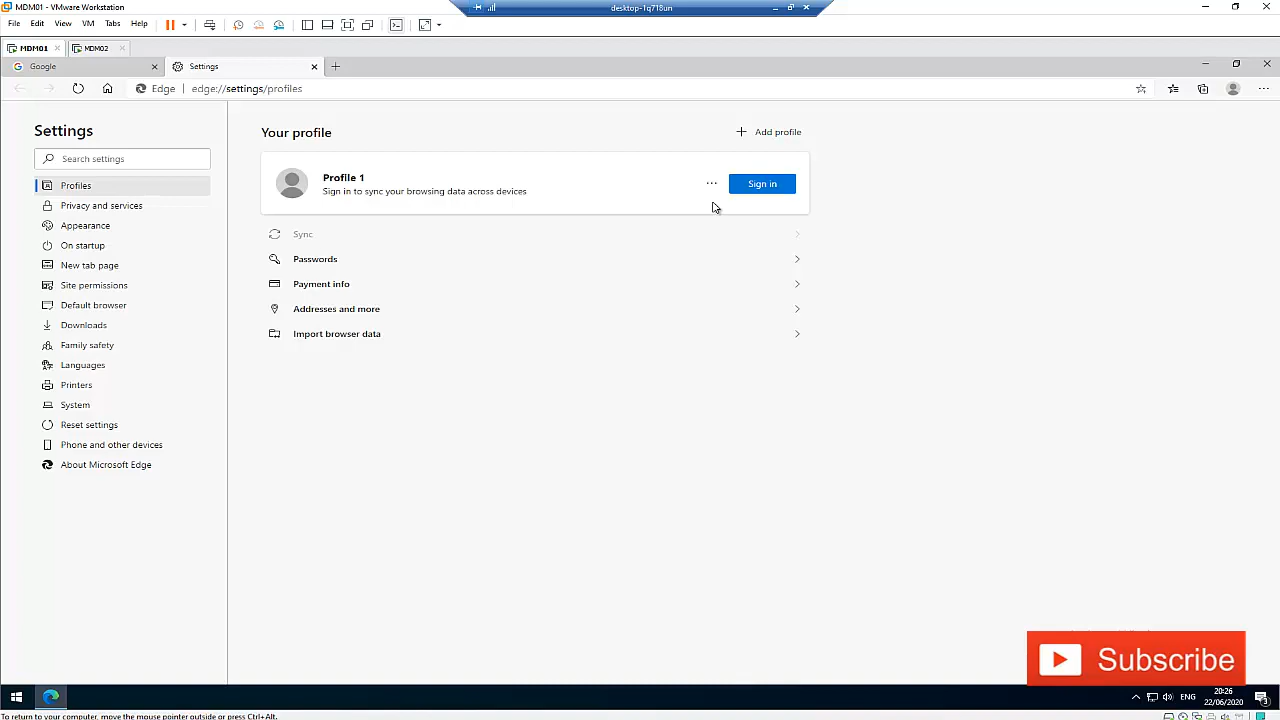 MDM01 - VMware Workstation
desktop-1q718un
File Edit View VM Tabs Help
MDM01 MDM02
Google Settings
Edge edge://settings/profiles
Settings
Search settings
Profiles
Privacy and services
Appearance
On startup
New tab page
Site permissions
Default browser
Downloads
Family safety
Languages
Printers
System
Reset settings
Phone and other devices
About Microsoft Edge
Your profile
Add profile
Profile 1
Sign in to sync your browsing data across devices
Sign in
Sync
Passwords
Payment info
Addresses and more
Import browser data
Subscribe
ENG
20:26
22/06/2020
3
To return to your computer, move the mouse pointer outside or press Ctrl+Alt.